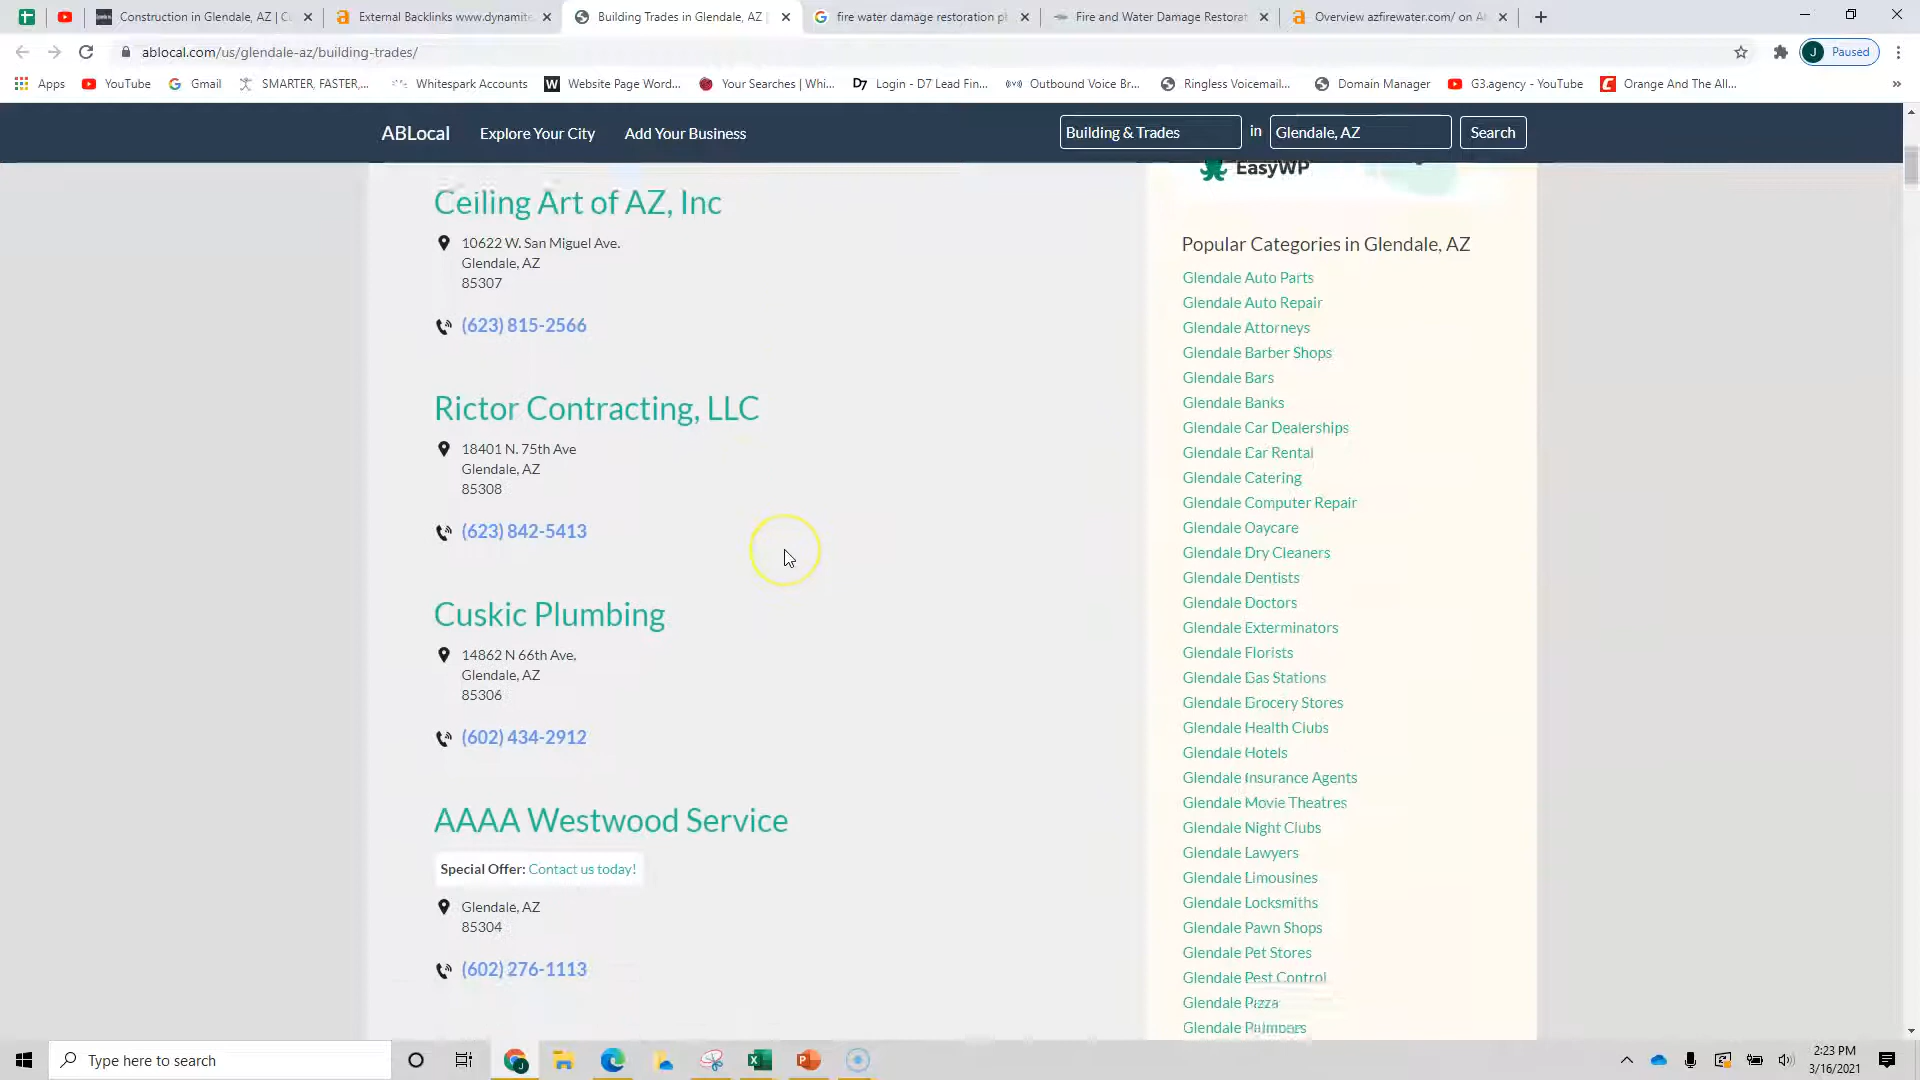 Construction in Glendale, AZ | C
External Backlinks www.dynamite
Building Trades in Glendale, AZ |
fire water damage restoration p
Fire and Water Damage Restorat
Overview azfirewater.com/ on A
ablocal.com/us/glendale-az/building-trades/
J Paused
Apps
YouTube
Gmail
SMARTER, FASTER,...
Whitespark Accounts
W Website Page Word...
Your Searches | Whi...
D7 Login - D7 Lead Fin...
Outbound Voice Br...
Ringless Voicemail...
Domain Manager
G3.agency - YouTube
Orange And The All...
»
ABLocal
Explore Your City
Add Your Business
Building & Trades
in
Glendale, AZ
Search
Ceiling Art of AZ, Inc
10622 W. San Miguel Ave.
Glendale, AZ
85307
(623) 815-2566
Rictor Contracting, LLC
18401 N. 75th Ave
Glendale, AZ
85308
(623) 842-5413
Cuskic Plumbing
14862 N 66th Ave,
Glendale, AZ
85306
(602) 434-2912
AAAA Westwood Service
Special Offer: Contact us today!
Glendale, AZ
85304
(602) 276-1113
EasyWP
Popular Categories in Glendale, AZ
Glendale Auto Parts
Glendale Auto Repair
Glendale Attorneys
Glendale Barber Shops
Glendale Bars
Glendale Banks
Glendale Car Dealerships
Glendale Car Rental
Glendale Catering
Glendale Computer Repair
Glendale Daycare
Glendale Dry Cleaners
Glendale Dentists
Glendale Doctors
Glendale Exterminators
Glendale Florists
Glendale Gas Stations
Glendale Grocery Stores
Glendale Health Clubs
Glendale Hotels
Glendale Insurance Agents
Glendale Movie Theatres
Glendale Night Clubs
Glendale Lawyers
Glendale Limousines
Glendale Locksmiths
Glendale Pawn Shops
Glendale Pet Stores
Glendale Pest Control
Glendale Pizza
Glendale Plumbers
Type here to search
2:23 PM
3/16/2021